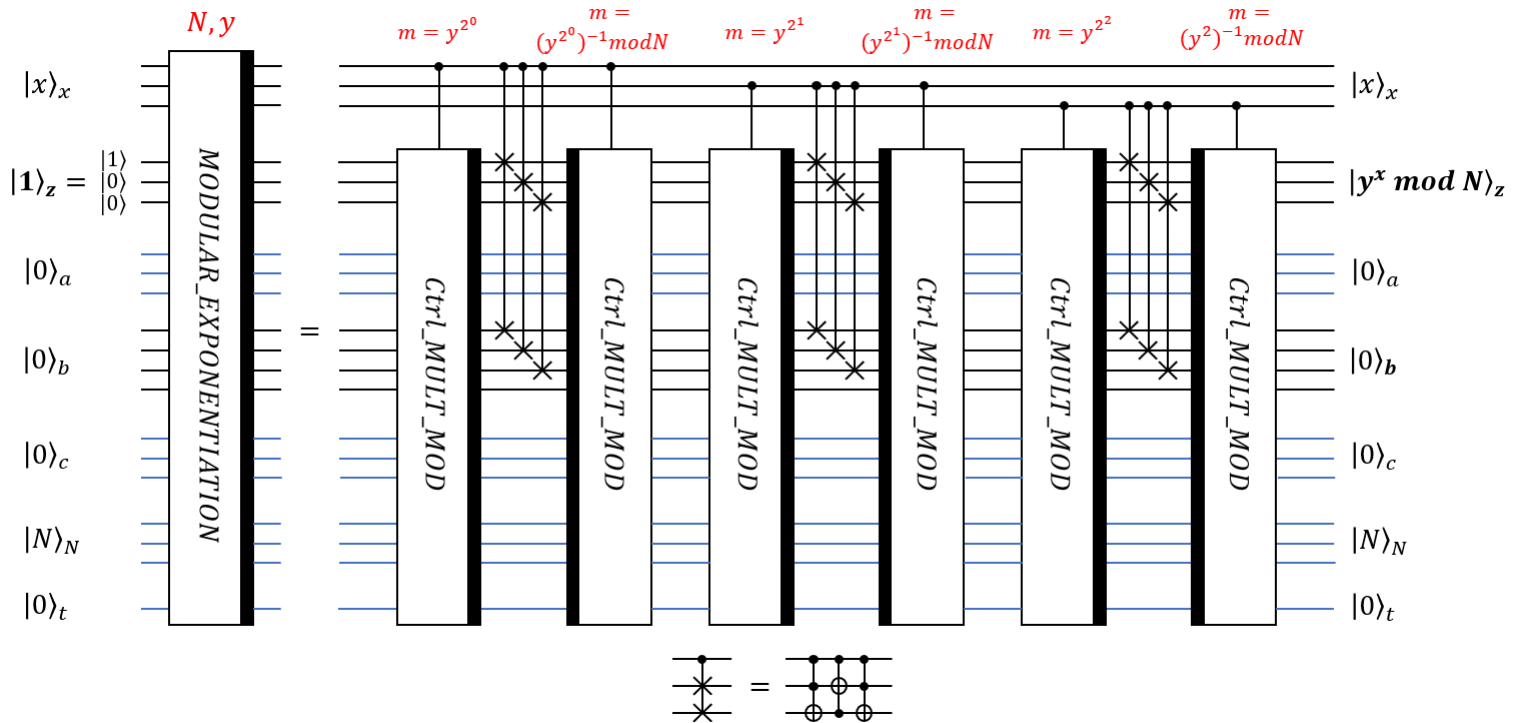 N, y
m = y^{2^0}
m = (y^{2^0})^{-1} mod N
m = y^{2^1}
m = (y^{2^1})^{-1} mod N
m = y^{2^2}
m = (y^2)^{-1} mod N
|x⟩_x
|x⟩_x
|1⟩_z =
|1⟩
|0⟩
|0⟩
|y^x mod N⟩_z
|0⟩_a
|0⟩_a
|0⟩_b
=
|0⟩_b
|0⟩_c
|0⟩_c
|N⟩_N
|N⟩_N
|0⟩_t
|0⟩_t
MODULAR_EXPONENTIATION
Ctrl_MULT_MOD
Ctrl_MULT_MOD
Ctrl_MULT_MOD
Ctrl_MULT_MOD
Ctrl_MULT_MOD
Ctrl_MULT_MOD
=